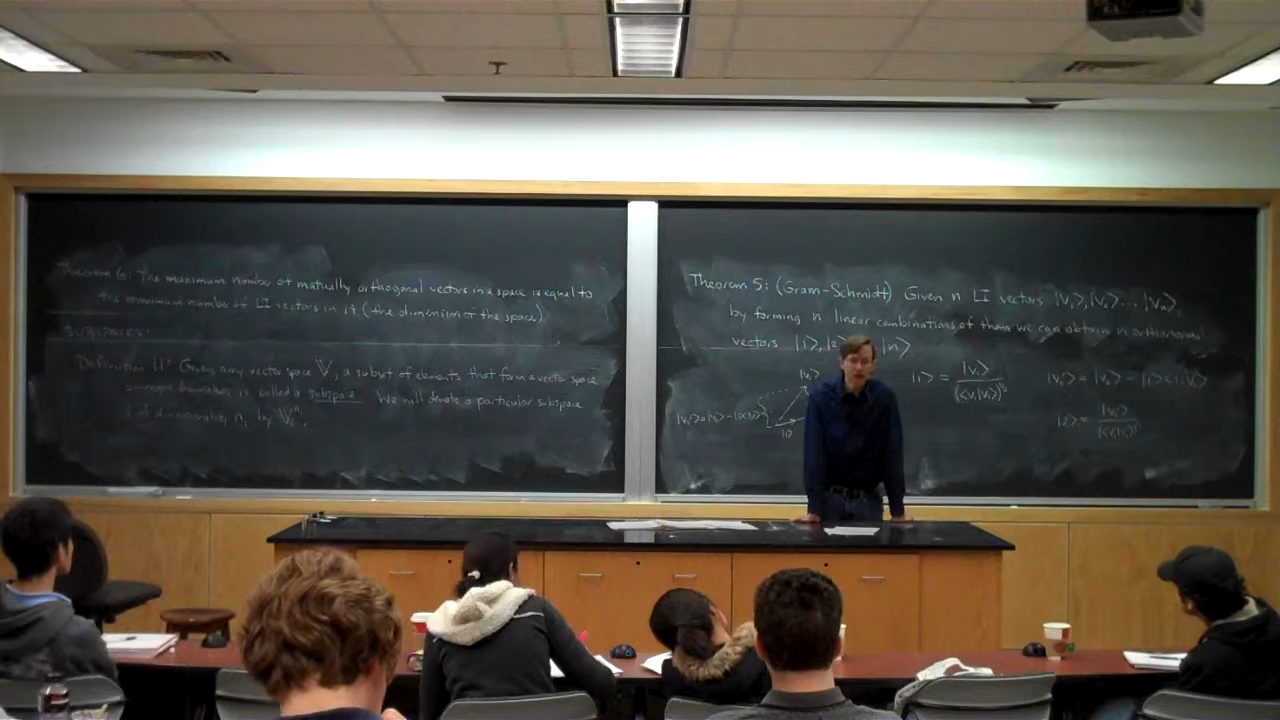 Theorem 6: The maximum number of mutually orthogonal vectors in a space is equal to
the maximum number of LI vectors in it (the dimension of the space)
SUBSPACES:
Definition 11: Given any vector space V, a subset of elements that form a vector space
among themselves is called a subspace. We will denote a particular subspace
i of dimension n, by Vᵢⁿ.
Theorem 5: (Gram-Schmidt) Given n LI vectors |V₁>, |V₂> ... |Vₙ>,
by forming n linear combinations of them we can obtain n orthonormal
vectors |1>, |2> |n>
|V₂>
|1>
|1> = |V₁> / (<V₁|V₁>)^½
|V₂'> = |V₂> - |1><1|V₂>
|2> = |V₂'>